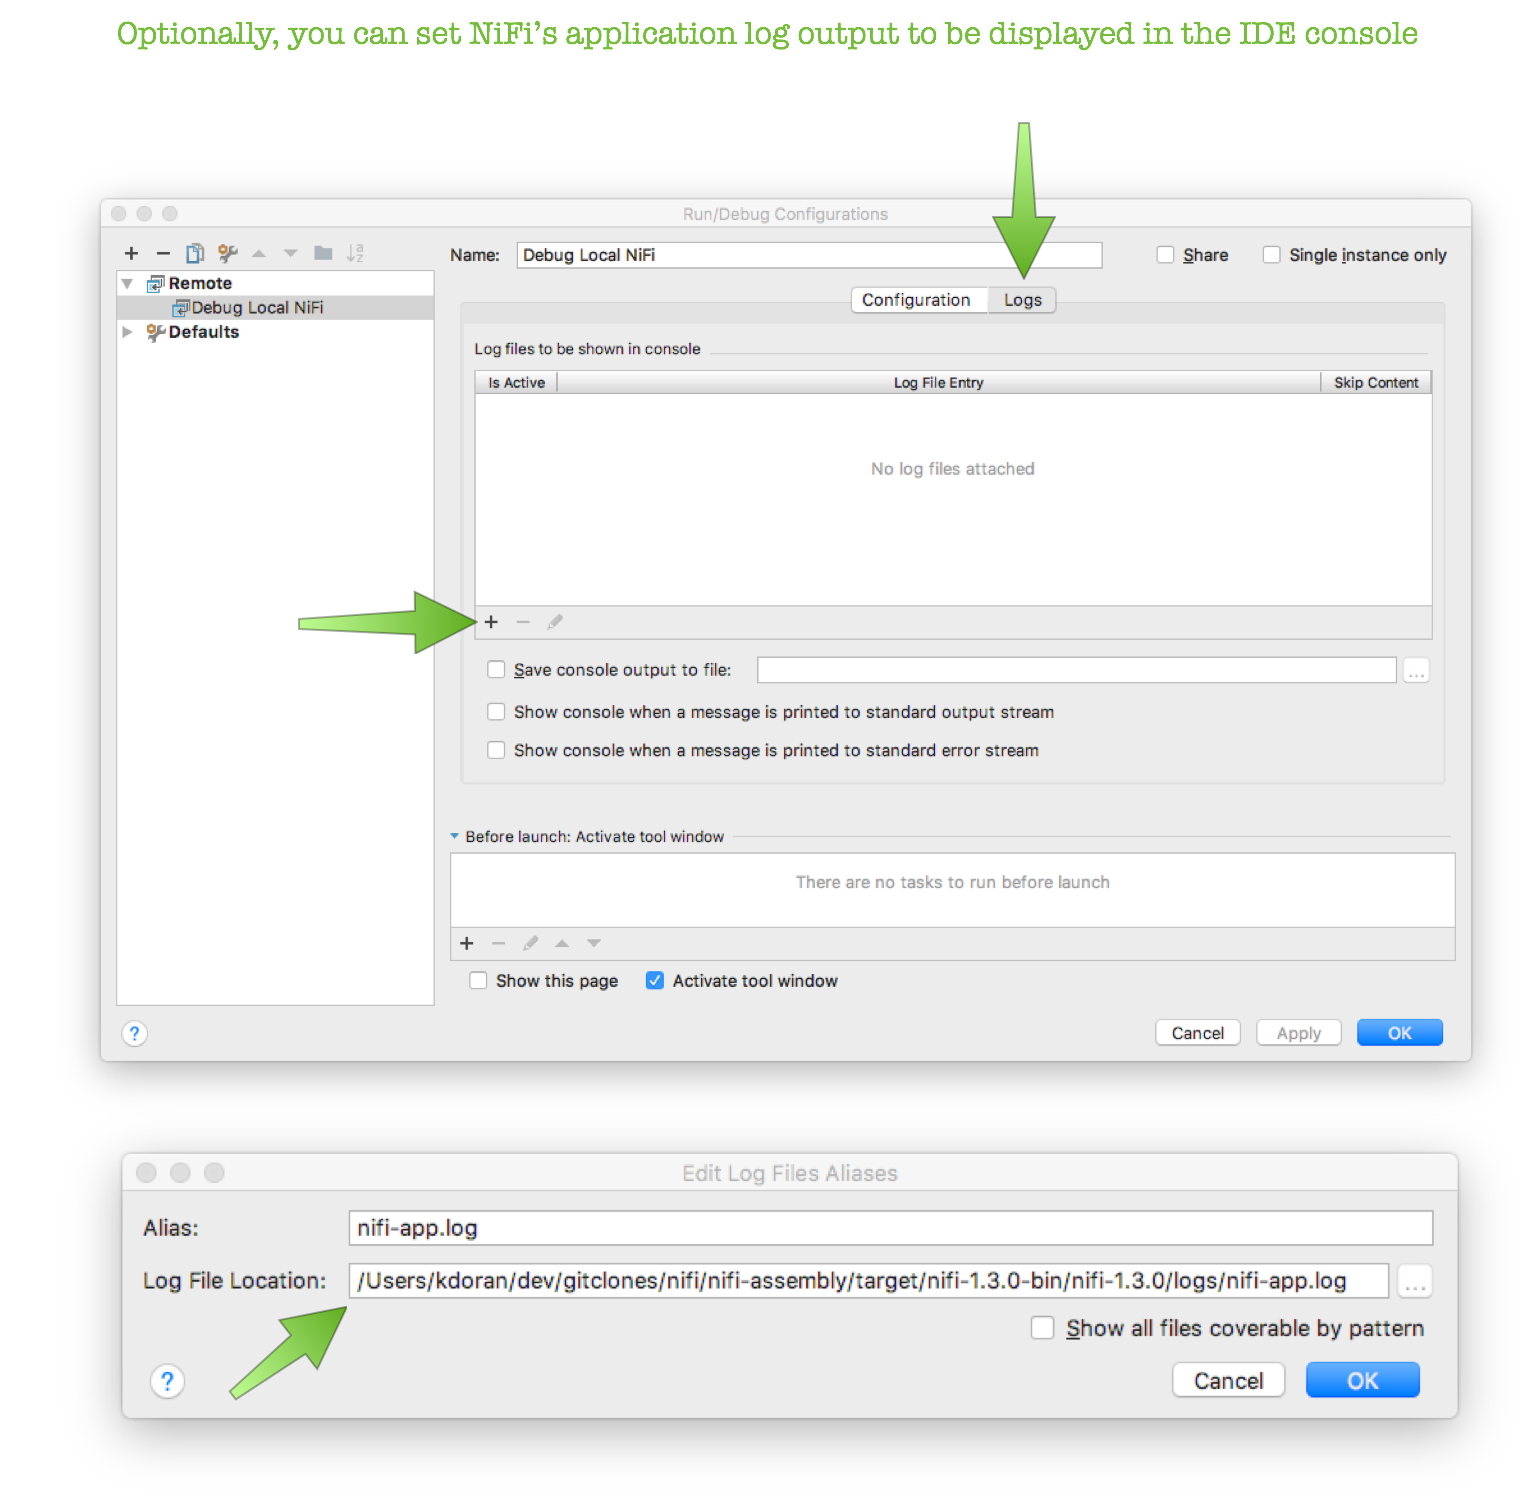 Optionally, you can set NiFi’s application log output to be displayed in the IDE console
Run/Debug Configurations
Name: Debug Local NiFi Share Single instance only
Remote
Debug Local NiFi
Defaults
Configuration Logs
Log files to be shown in console
Is Active Log File Entry Skip Content
No log files attached
Save console output to file: ...
Show console when a message is printed to standard output stream
Show console when a message is printed to standard error stream
Before launch: Activate tool window
There are no tasks to run before launch
Show this page Activate tool window
? Cancel Apply OK
Edit Log Files Aliases
Alias: nifi-app.log
Log File Location: /Users/kdoran/dev/gitclones/nifi/nifi-assembly/target/nifi-1.3.0-bin/nifi-1.3.0/logs/nifi-app.log ...
Show all files coverable by pattern
? Cancel OK